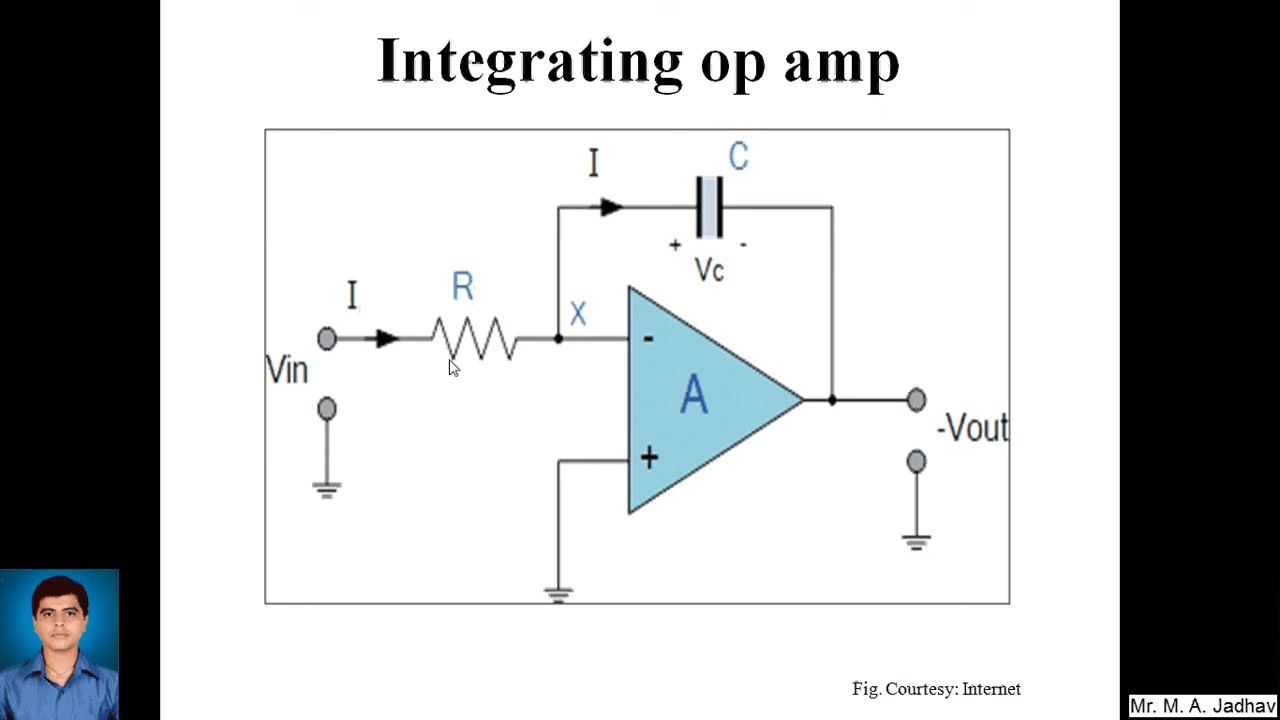 Integrating op amp
I
C
+ -
Vc
I
R
X
-
Vin
A
-Vout
+
Fig. Courtesy: Internet
Mr. M. A. Jadhav